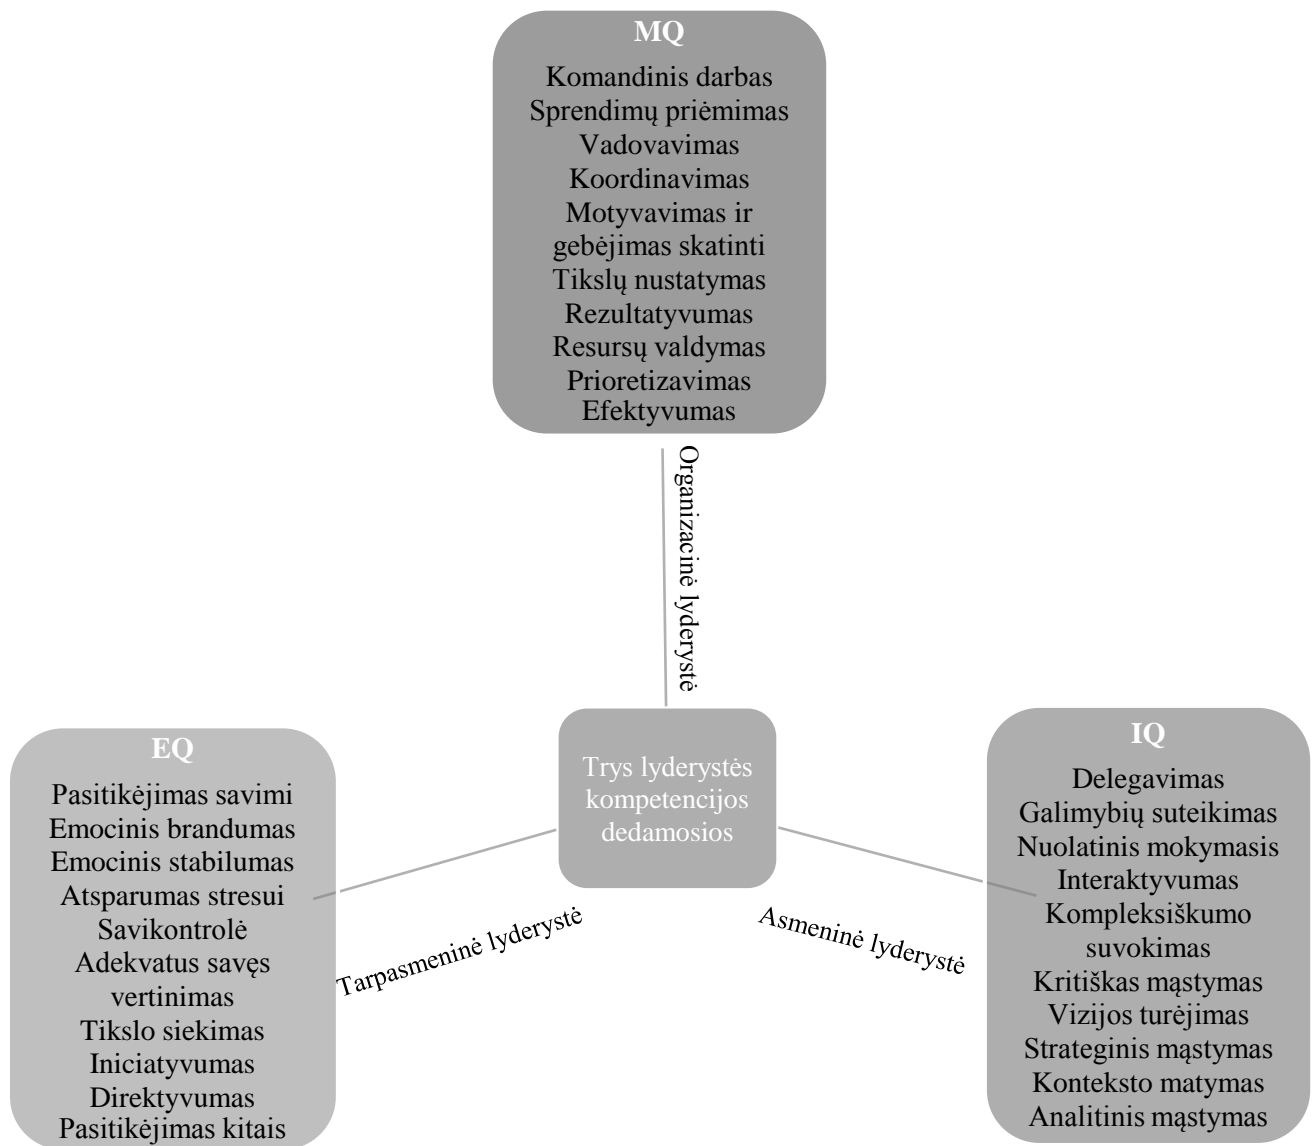 MQ
Komandinis darbas
Sprendimų priėmimas
Vadovavimas
Koordinavimas
Motyvavimas ir
gebėjimas skatinti
Tikslų nustatymas
Rezultatyvumas
Resursų valdymas
Prioretizavimas
Efektyvumas
Organizacinė lyderystė
Trys lyderystės
kompetencijos
dedamosios
EQ
Pasitikėjimas savimi
Emocinis brandumas
Emocinis stabilumas
Atsparumas stresui
Savikontrolė
Adekvatus savęs
vertinimas
Tikslo siekimas
Iniciatyvumas
Direktyvumas
Pasitikėjimas kitais
Tarpasmeninė lyderystė
Asmeninė lyderystė
IQ
Delegavimas
Galimybių suteikimas
Nuolatinis mokymasis
Interaktyvumas
Kompleksiškumo
suvokimas
Kritiškas mąstymas
Vizijos turėjimas
Strateginis mąstymas
Konteksto matymas
Analitinis mąstymas